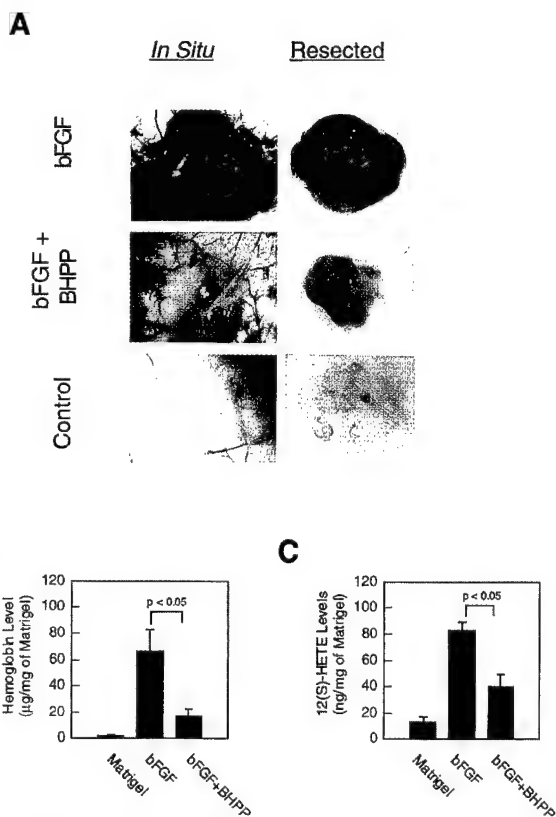 A
In Situ Resected
bFGF
bFGF +
BHPP
Control
Hemoglobin Level
(μg/mg of Matrigel)
120
100
80
60
40
20
0
p < 0.05
Matrigel
bFGF
bFGF+BHPP
C
12(S)-HETE Levels
(ng/mg of Matrigel)
120
100
80
60
40
20
0
p < 0.05
Matrigel
bFGF
bFGF+BHPP